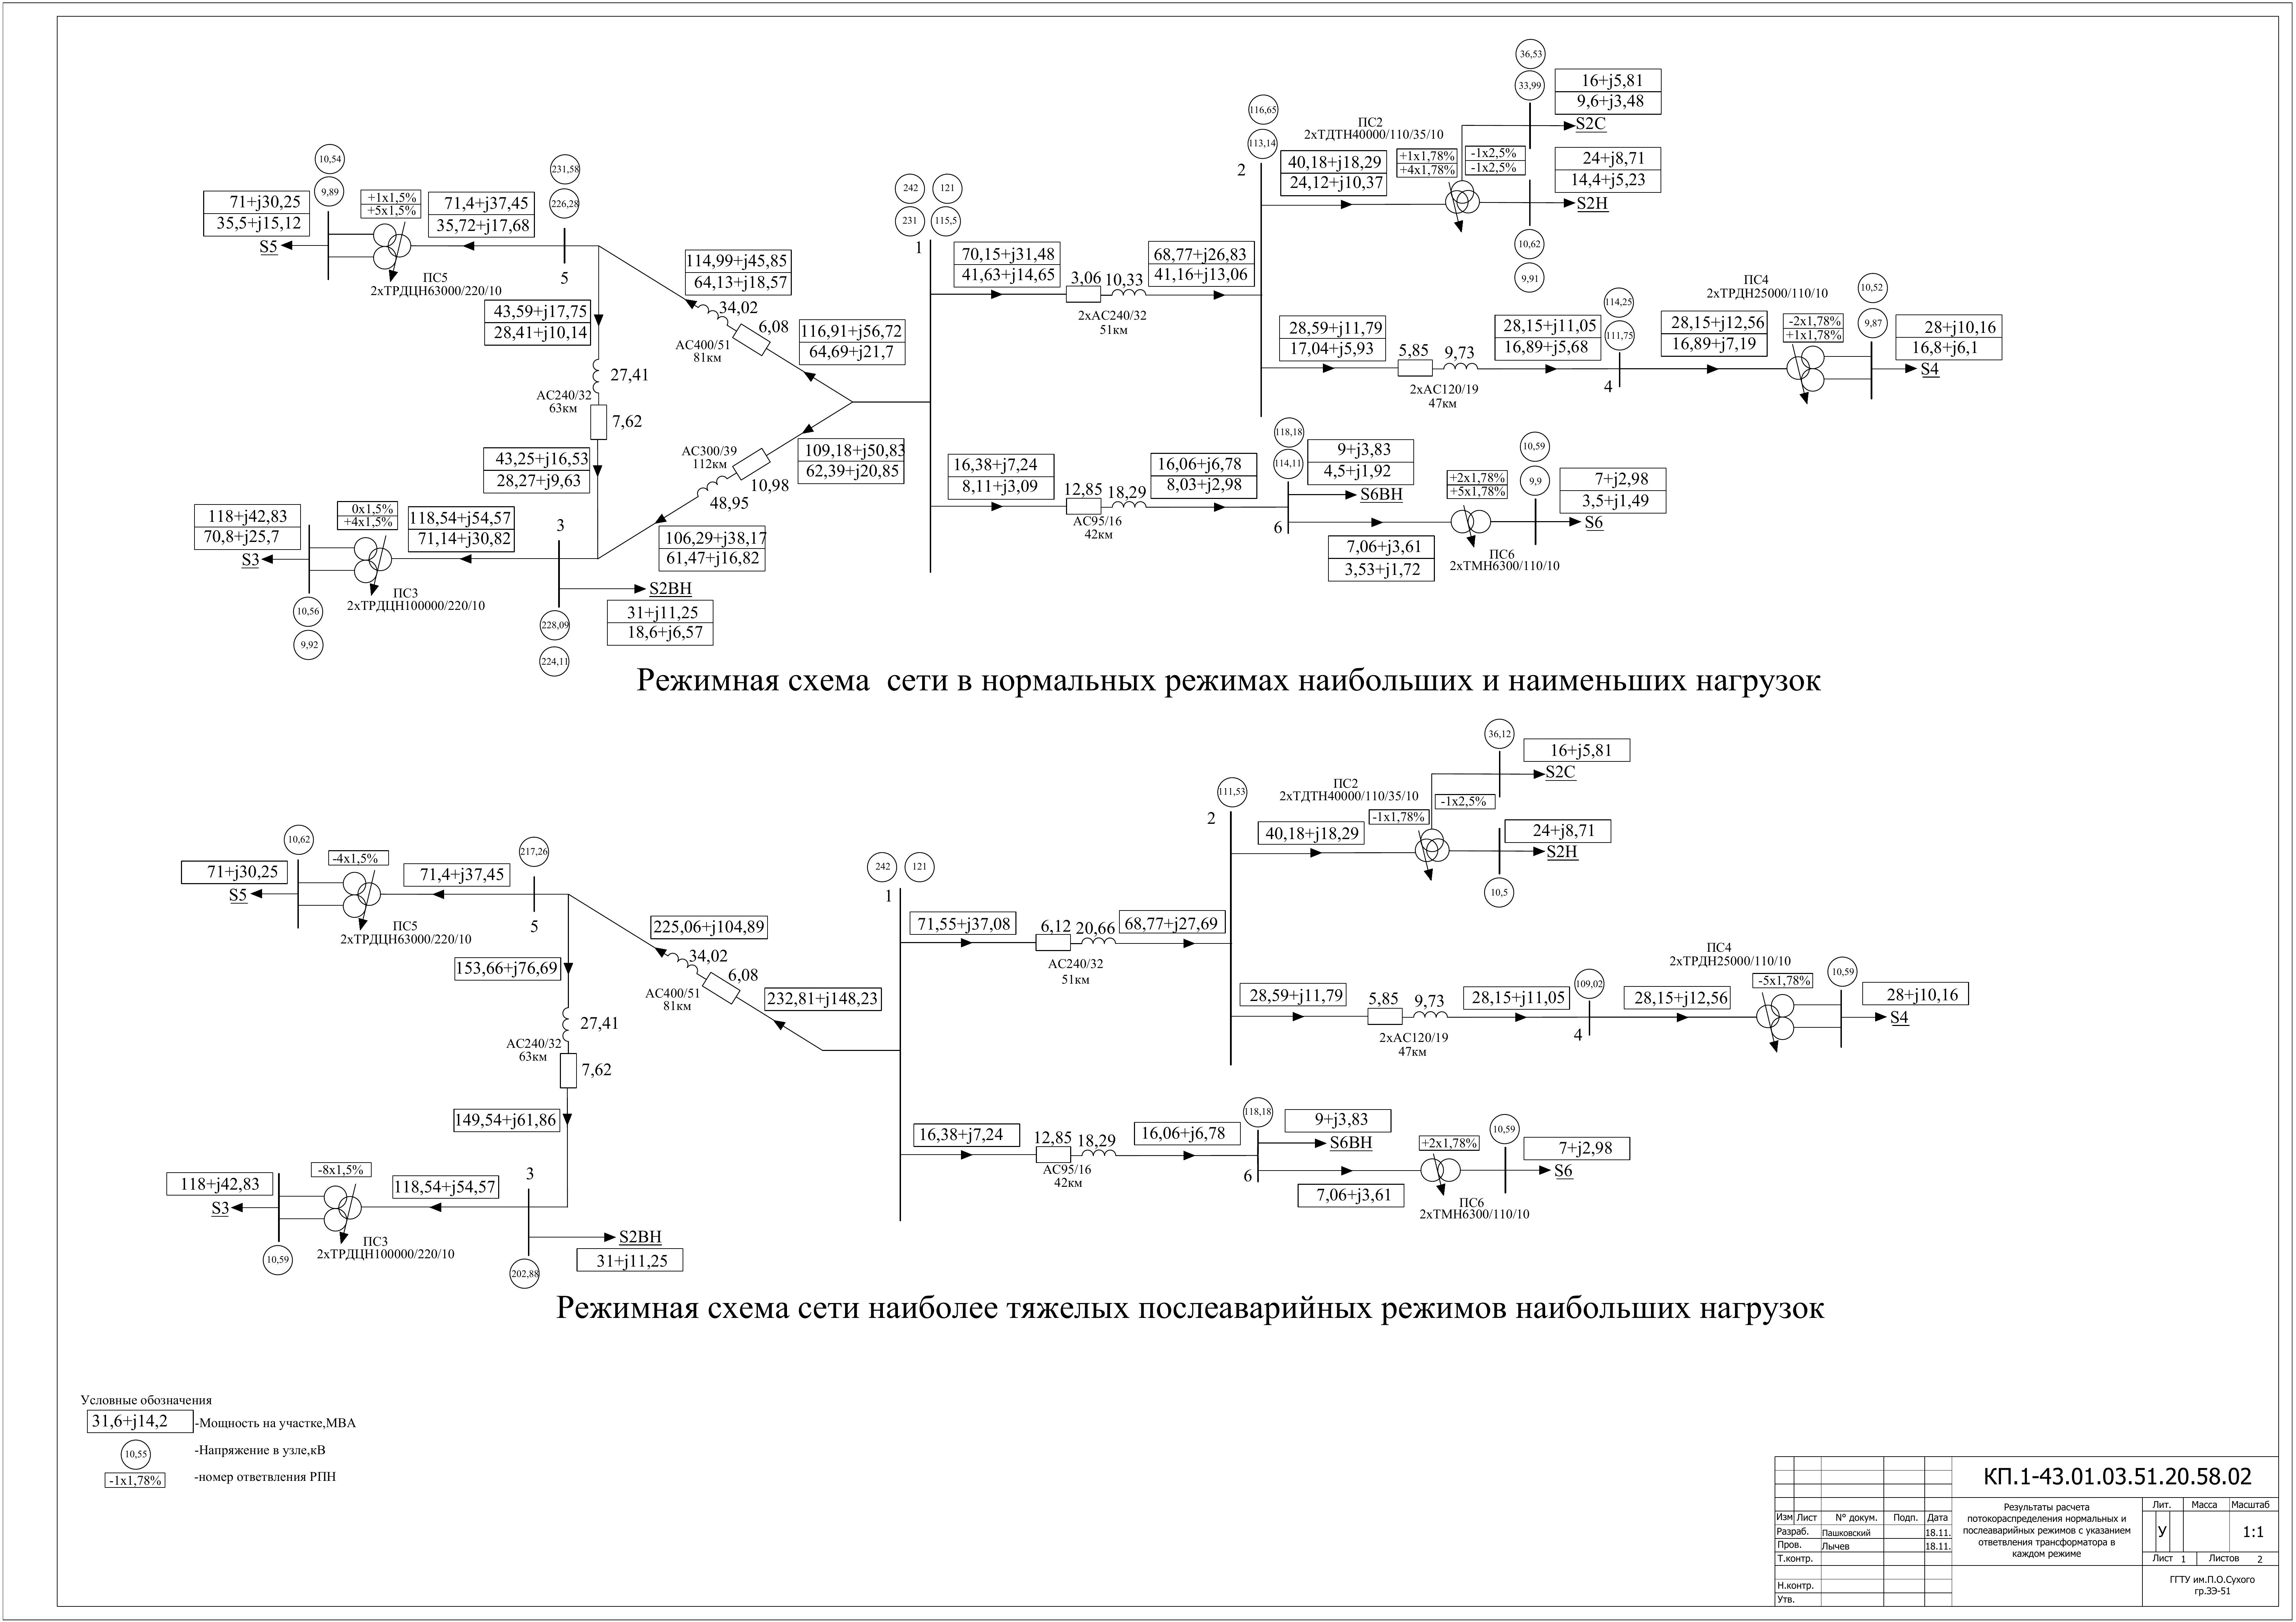 36,53
33,99
16+j5,81
9,6+j3,48
S2C
116,65
113,14
2
ПС2
2хТДТН40000/110/35/10
40,18+j18,29
24,12+j10,37
+1x1,78%
+4x1,78%
-1x2,5%
-1x2,5%
24+j8,71
14,4+j5,23
S2H
10,62
9,91
10,54
9,89
71+j30,25
35,5+j15,12
S5
+1x1,5%
+5x1,5%
71,4+j37,45
35,72+j17,68
ПС5
2хТРДЦН63000/220/10
231,58
226,28
5
242
121
231
115,5
1
114,99+j45,85
64,13+j18,57
34,02
6,08
АС400/51
81км
116,91+j56,72
64,69+j21,7
43,59+j17,75
28,41+j10,14
27,41
АС240/32
63км
7,62
43,25+j16,53
28,27+j9,63
АС300/39
112км
10,98
48,95
109,18+j50,83
62,39+j20,85
106,29+j38,17
61,47+j16,82
118+j42,83
70,8+j25,7
S3
0x1,5%
+4x1,5%
118,54+j54,57
71,14+j30,82
3
ПС3
2хТРДЦН100000/220/10
10,56
9,92
228,09
224,11
S2BH
31+j11,25
18,6+j6,57
70,15+j31,48
41,63+j14,65
3,06
10,33
2хАС240/32
51км
68,77+j26,83
41,16+j13,06
28,59+j11,79
17,04+j5,93
5,85
9,73
2хАС120/19
47км
28,15+j11,05
16,89+j5,68
114,25
111,75
4
28,15+j12,56
16,89+j7,19
ПС4
2хТРДН25000/110/10
-2x1,78%
+1x1,78%
10,52
9,87
28+j10,16
16,8+j6,1
S4
16,38+j7,24
8,11+j3,09
12,85
18,29
АС95/16
42км
16,06+j6,78
8,03+j2,98
118,18
114,11
6
9+j3,83
4,5+j1,92
S6BH
7,06+j3,61
3,53+j1,72
+2x1,78%
+5x1,78%
ПС6
2хТМН6300/110/10
10,59
9,9
7+j2,98
3,5+j1,49
S6
Режимная схема сети в нормальных режимах наибольших и наименьших нагрузок
36,12
16+j5,81
S2C
111,53
2
ПС2
2хТДТН40000/110/35/10
-1x1,78%
-1x2,5%
40,18+j18,29
24+j8,71
S2H
10,5
10,62
71+j30,25
S5
-4x1,5%
71,4+j37,45
ПС5
2хТРДЦН63000/220/10
217,26
5
242
121
1
225,06+j104,89
34,02
6,08
АС400/51
81км
232,81+j148,23
153,66+j76,69
27,41
АС240/32
63км
7,62
149,54+j61,86
118+j42,83
S3
-8x1,5%
118,54+j54,57
3
ПС3
2хТРДЦН100000/220/10
10,59
202,88
S2BH
31+j11,25
71,55+j37,08
6,12
20,66
АС240/32
51км
68,77+j27,69
28,59+j11,79
5,85
9,73
2хАС120/19
47км
28,15+j11,05
109,02
4
28,15+j12,56
ПС4
2хТРДН25000/110/10
-5x1,78%
10,59
28+j10,16
S4
16,38+j7,24
12,85
18,29
АС95/16
42км
16,06+j6,78
118,18
6
9+j3,83
S6BH
7,06+j3,61
+2x1,78%
ПС6
2хТМН6300/110/10
10,59
7+j2,98
S6
Режимная схема сети наиболее тяжелых послеаварийных режимов наибольших нагрузок
Условные обозначения
31,6+j14,2
-Мощность на участке,МВА
10,55
-Напряжение в узле,кВ
-1x1,78%
-номер ответвления РПН
КП.1-43.01.03.51.20.58.02
Изм Лист № докум. Подп. Дата
Разраб. Пашковский 18.11.
Пров. Лычев 18.11.
Т.контр.
Н.контр.
Утв.
Результаты расчета
потокораспределения нормальных и
послеаварийных режимов с указанием
ответвления трансформатора в
каждом режиме
Лит. Масса Масштаб
У 1:1
Лист 1 Листов 2
ГГТУ им.П.О.Сухого
гр.ЗЭ-51